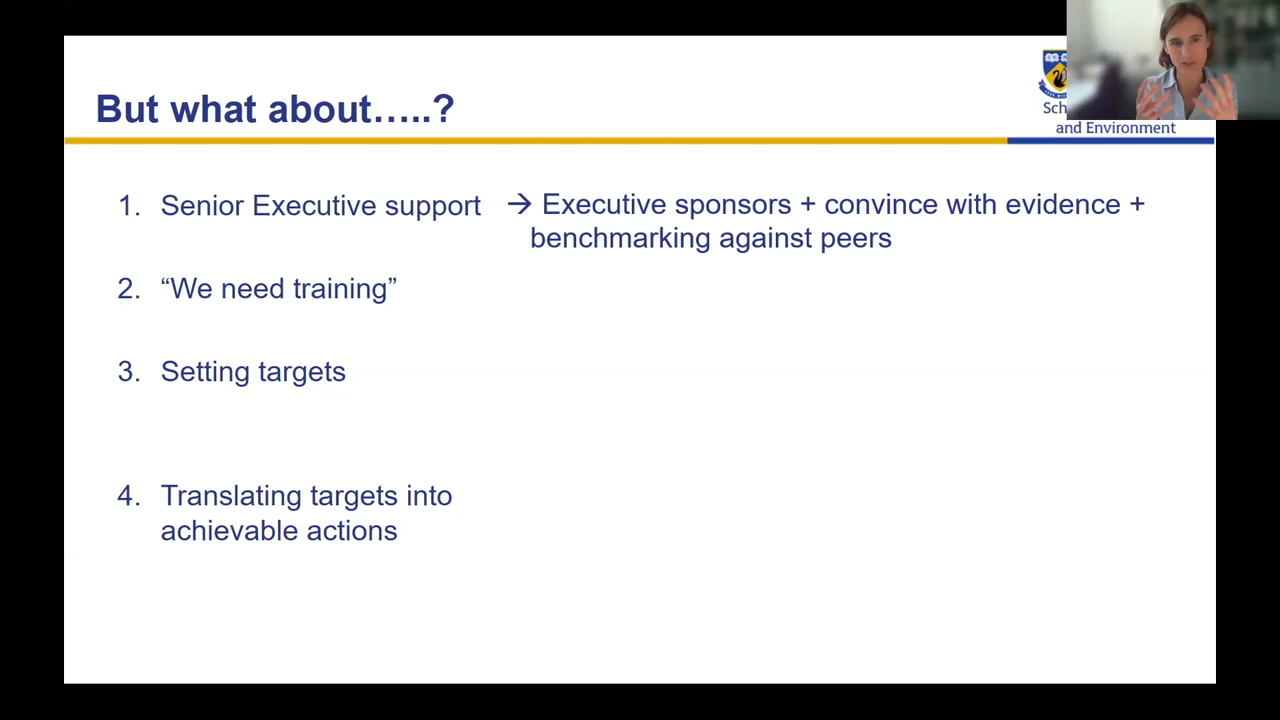 But what about…..?
Sch
and Environment
1. Senior Executive support → Executive sponsors + convince with evidence +
benchmarking against peers
2. “We need training”
3. Setting targets
4. Translating targets into
achievable actions